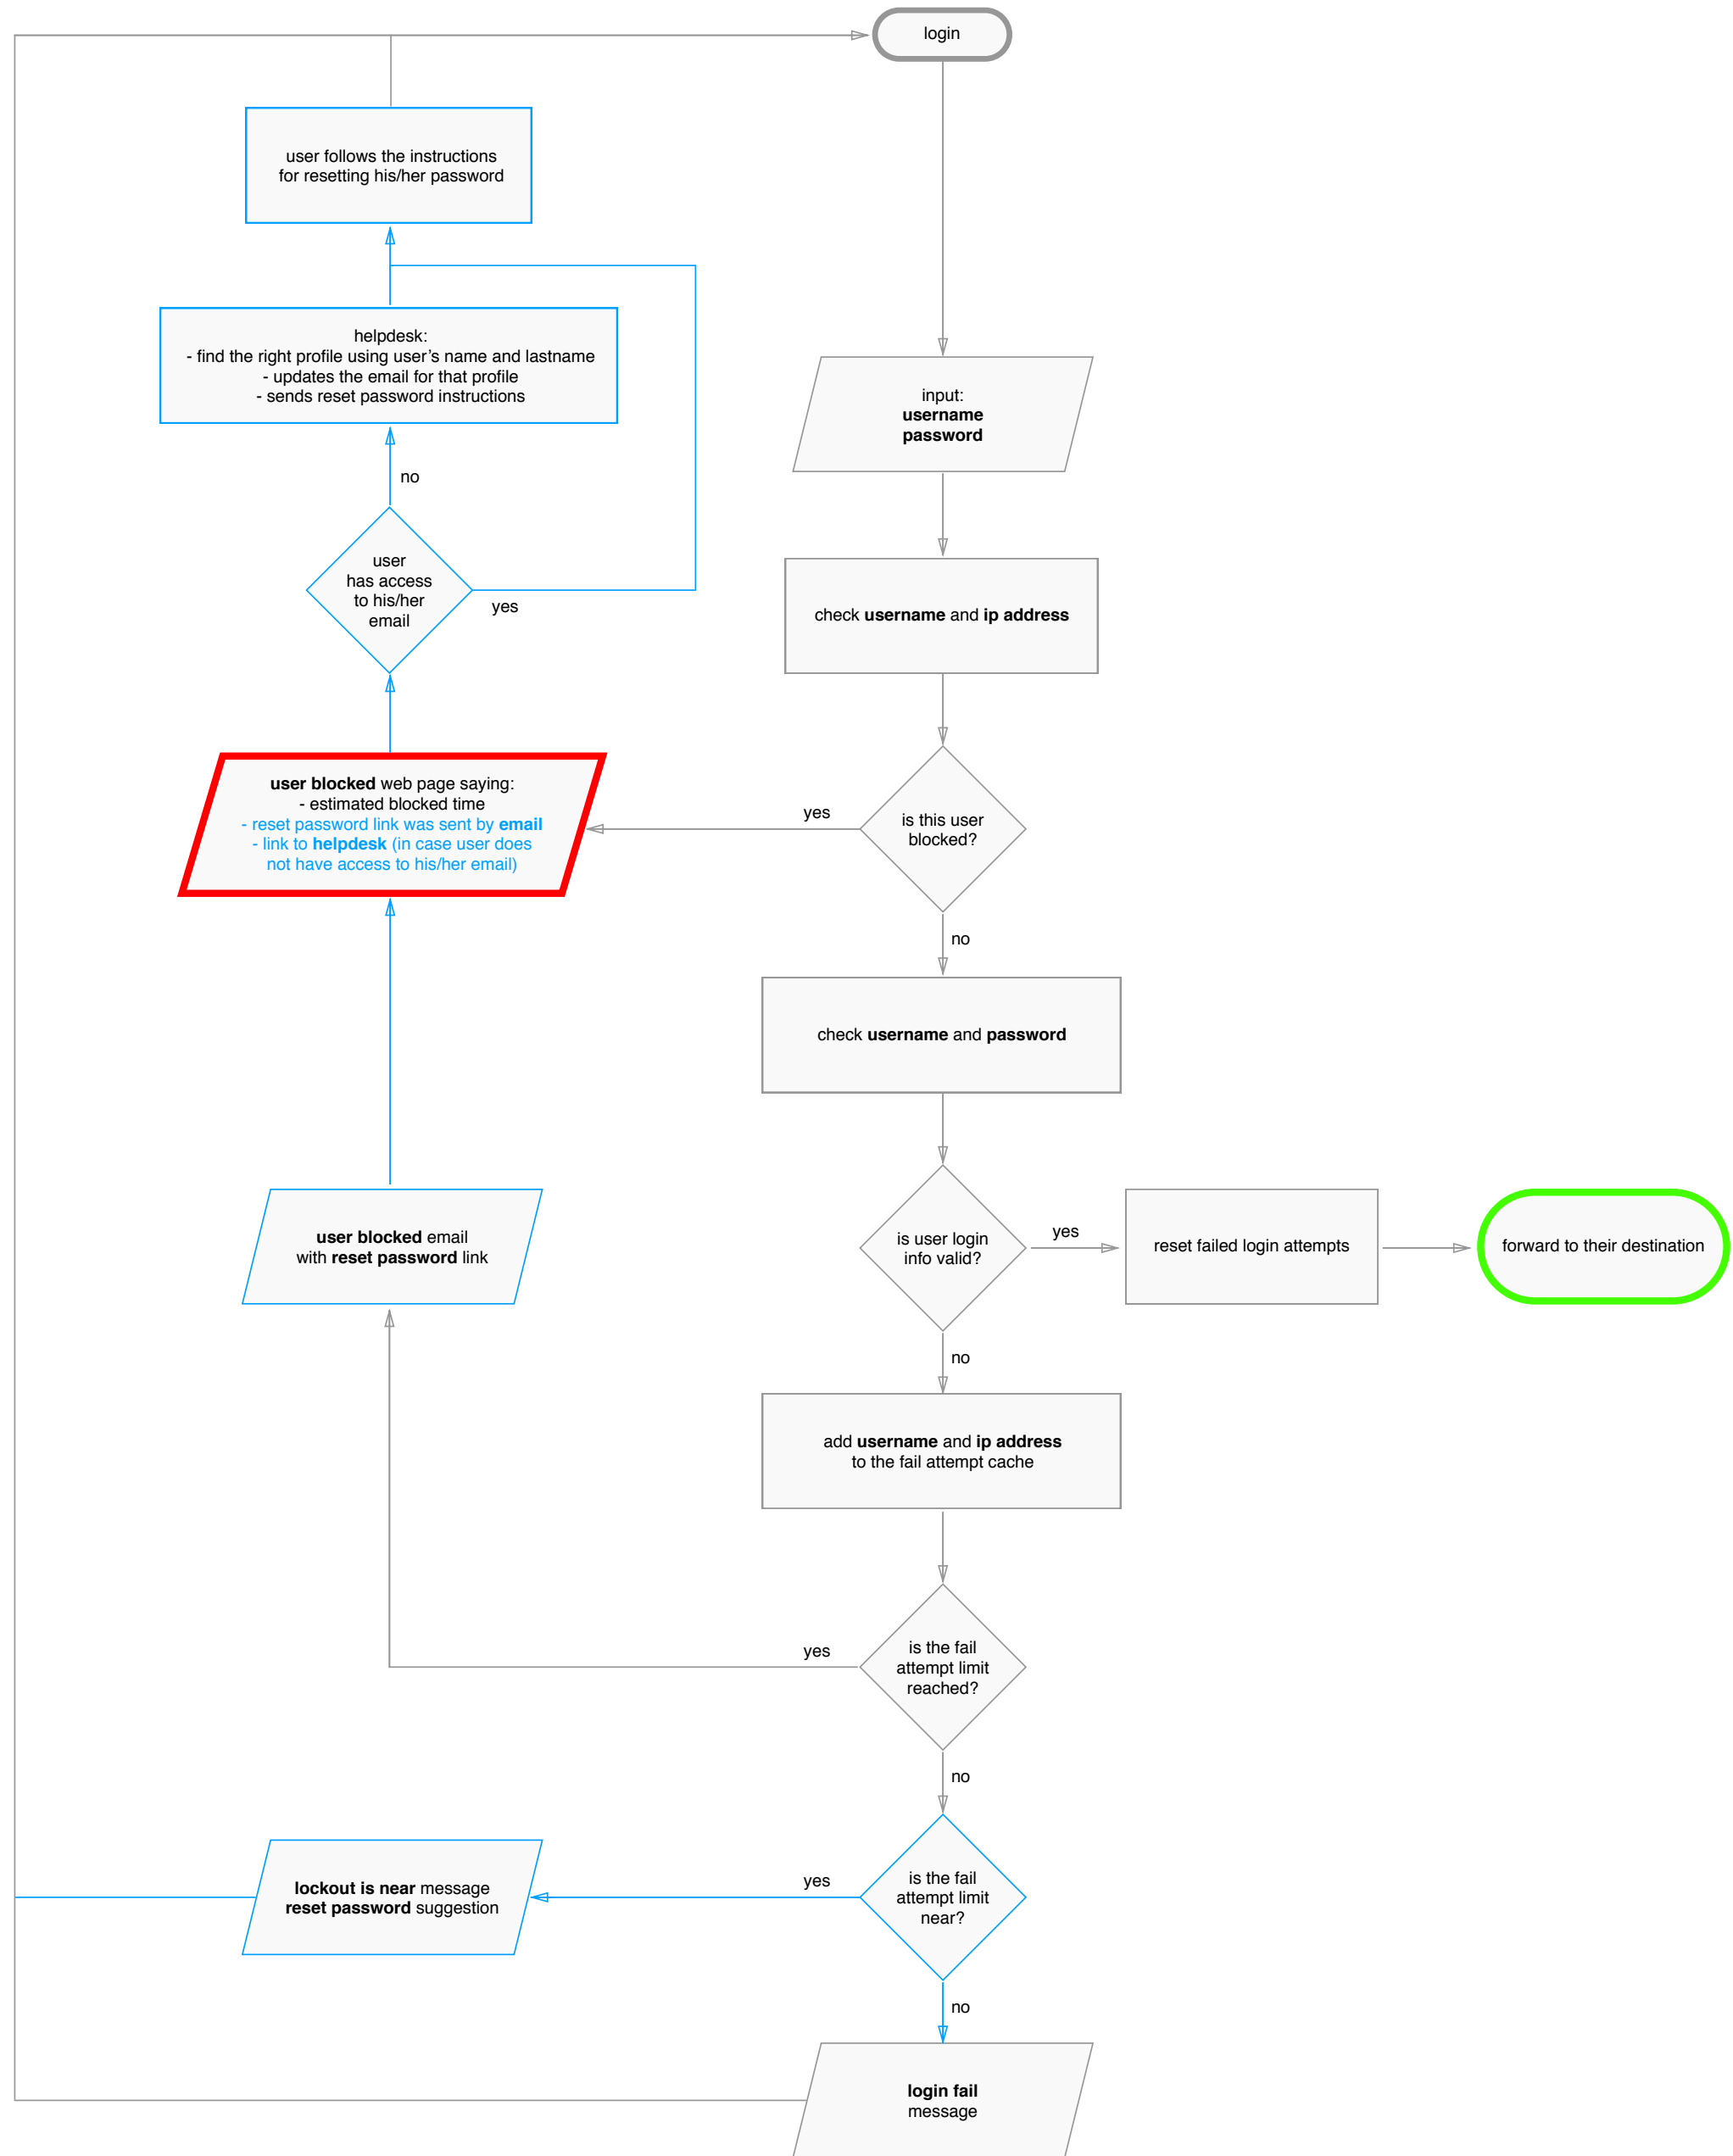 login
user follows the instructions
for resetting his/her password
helpdesk:
- find the right profile using user’s name and lastname
- updates the email for that profile
- sends reset password instructions
input:
username
password
no
user
has access
to his/her
email
yes
check username and ip address
user blocked web page saying:
- estimated blocked time
- reset password link was sent by email
- link to helpdesk (in case user does
not have access to his/her email)
yes
is this user
blocked?
no
check username and password
user blocked email
with reset password link
is user login
info valid?
yes
reset failed login attempts
forward to their destination
no
add username and ip address
to the fail attempt cache
yes
is the fail
attempt limit
reached?
no
lockout is near message
reset password suggestion
yes
is the fail
attempt limit
near?
no
login fail
message